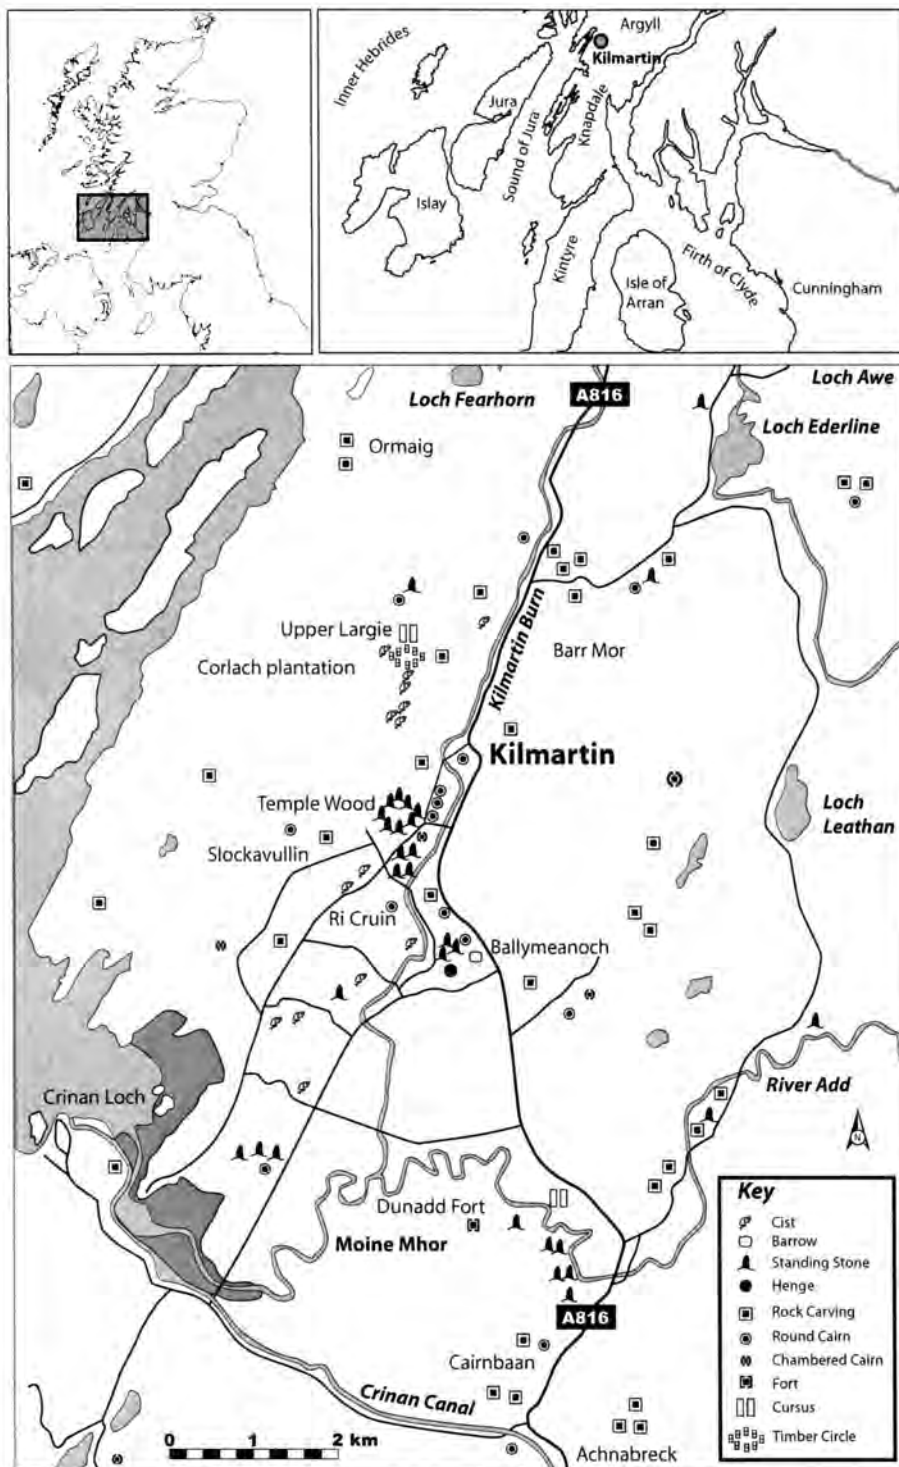 Inner Hebrides
Argyll
Kilmartin
Jura
Sound of Jura
Knapdale
Islay
Kintyre
Isle of
Arran
Firth of Clyde
Cunningham
Loch Awe
A816
Loch Fearhorn
Loch Ederline
Ormaig
Kilmartin Burn
Upper Largie
Barr Mor
Corlach plantation
Kilmartin
Temple Wood
Loch
Leathan
Slockavullin
Ri Cruin
Ballymeanoch
River Add
Crinan Loch
N
Dunadd Fort
Moine Mhor
A816
Cairnbaan
Crinan Canal
Achnabreck
0 1 2 km
Key
Cist
Barrow
Standing Stone
Henge
Rock Carving
Round Cairn
Chambered Cairn
Fort
Cursus
Timber Circle